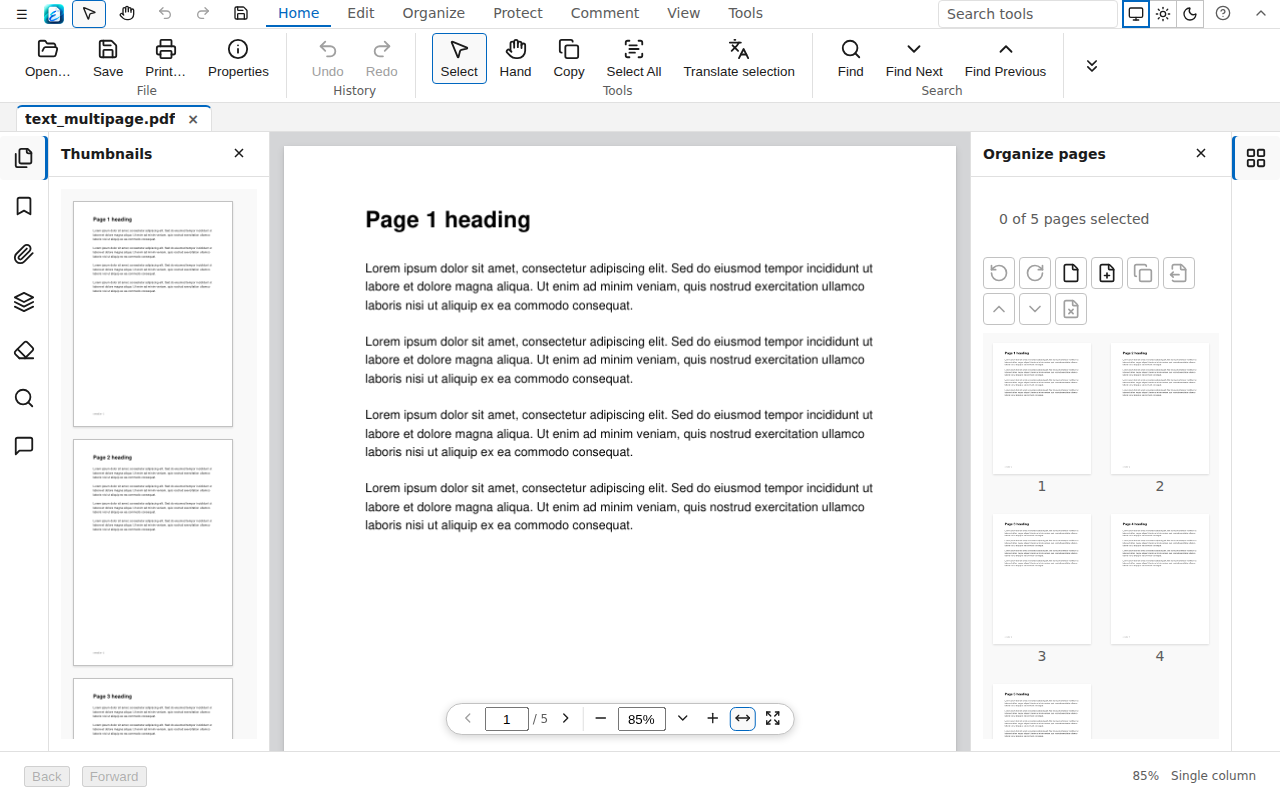 Home Edit Organize Protect Comment View Tools Search tools
Open... Save Print... Properties Undo Redo Select Hand Copy Select All Translate selection Find Find Next Find Previous
File History Tools Search
text_multipage.pdf
Thumbnails
Organize pages
0 of 5 pages selected
Page 1 heading
Page 2 heading
Page 3 heading
Page 1 heading
Lorem ipsum dolor sit amet, consectetur adipiscing elit. Sed do eiusmod tempor incididunt ut
labore et dolore magna aliqua. Ut enim ad minim veniam, quis nostrud exercitation ullamco
laboris nisi ut aliquip ex ea commodo consequat.
Lorem ipsum dolor sit amet, consectetur adipiscing elit. Sed do eiusmod tempor incididunt ut
labore et dolore magna aliqua. Ut enim ad minim veniam, quis nostrud exercitation ullamco
laboris nisi ut aliquip ex ea commodo consequat.
Lorem ipsum dolor sit amet, consectetur adipiscing elit. Sed do eiusmod tempor incididunt ut
labore et dolore magna aliqua. Ut enim ad minim veniam, quis nostrud exercitation ullamco
laboris nisi ut aliquip ex ea commodo consequat.
Lorem ipsum dolor sit amet, consectetur adipiscing elit. Sed do eiusmod tempor incididunt ut
labore et dolore magna aliqua. Ut enim ad minim veniam, quis nostrud exercitation ullamco
laboris nisi ut aliquip ex ea commodo consequat.
1 / 5 85%
1 2
3 4
Back Forward 85% Single column